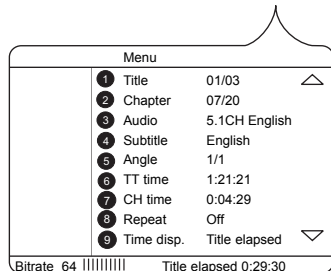 Menu
1 Title 01/03
2 Chapter 07/20
3 Audio 5.1CH English
4 Subtitle English
5 Angle 1/1
6 TT time 1:21:21
7 CH time 0:04:29
8 Repeat Off
9 Time disp. Title elapsed
Bitrate 64 Title elapsed 0:29:30